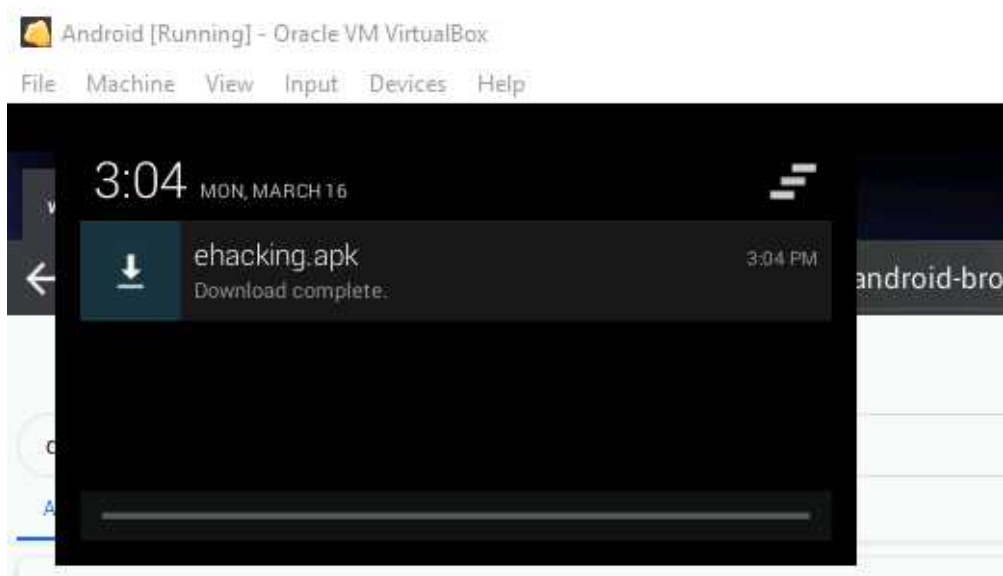 Android [Running] - Oracle VM VirtualBox
File Machine View Input Devices Help
3:04 MON, MARCH 16
ehacking.apk 3:04 PM
Download complete.
android-bro